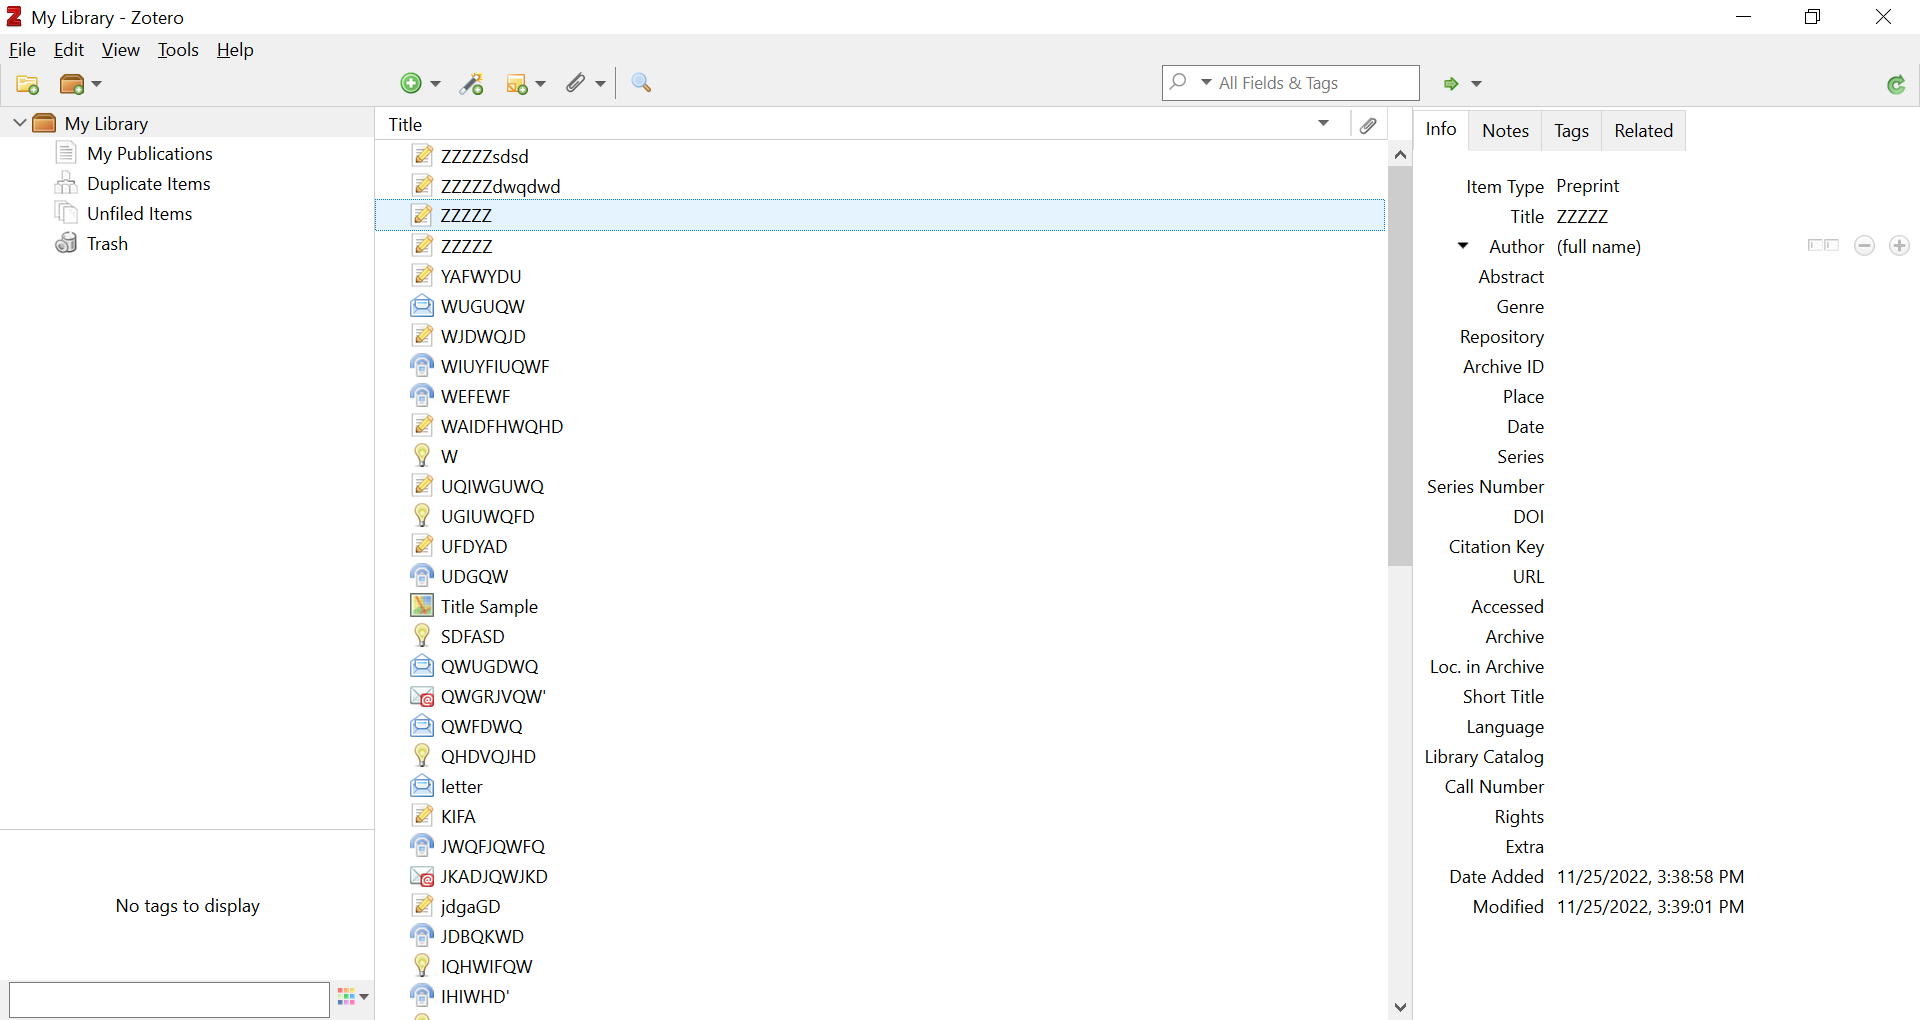 My Library - Zotero
File Edit View Tools Help
All Fields & Tags
My Library
My Publications
Duplicate Items
Unfiled Items
Trash
No tags to display
Title
ZZZZZsdsd
ZZZZZdwqdwd
ZZZZZ
ZZZZZ
YAFWYDU
WUGUQW
WJDWQJD
WIUYFIUQWF
WEFEWF
WAIDFHWQHD
W
UQIWGUWQ
UGIUWQFD
UFDYAD
UDGQW
Title Sample
SDFASD
QWUGDWQ
QWGRJVQW'
QWFDWQ
QHDVQJHD
letter
KIFA
JWQFJQWFQ
JKADJQWJKD
jdgaGD
JDBQKWD
IQHWIFQW
IHIWHD'
Info Notes Tags Related
Item Type Preprint
Title ZZZZZ
Author (full name)
Abstract
Genre
Repository
Archive ID
Place
Date
Series
Series Number
DOI
Citation Key
URL
Accessed
Archive
Loc. in Archive
Short Title
Language
Library Catalog
Call Number
Rights
Extra
Date Added 11/25/2022, 3:38:58 PM
Modified 11/25/2022, 3:39:01 PM